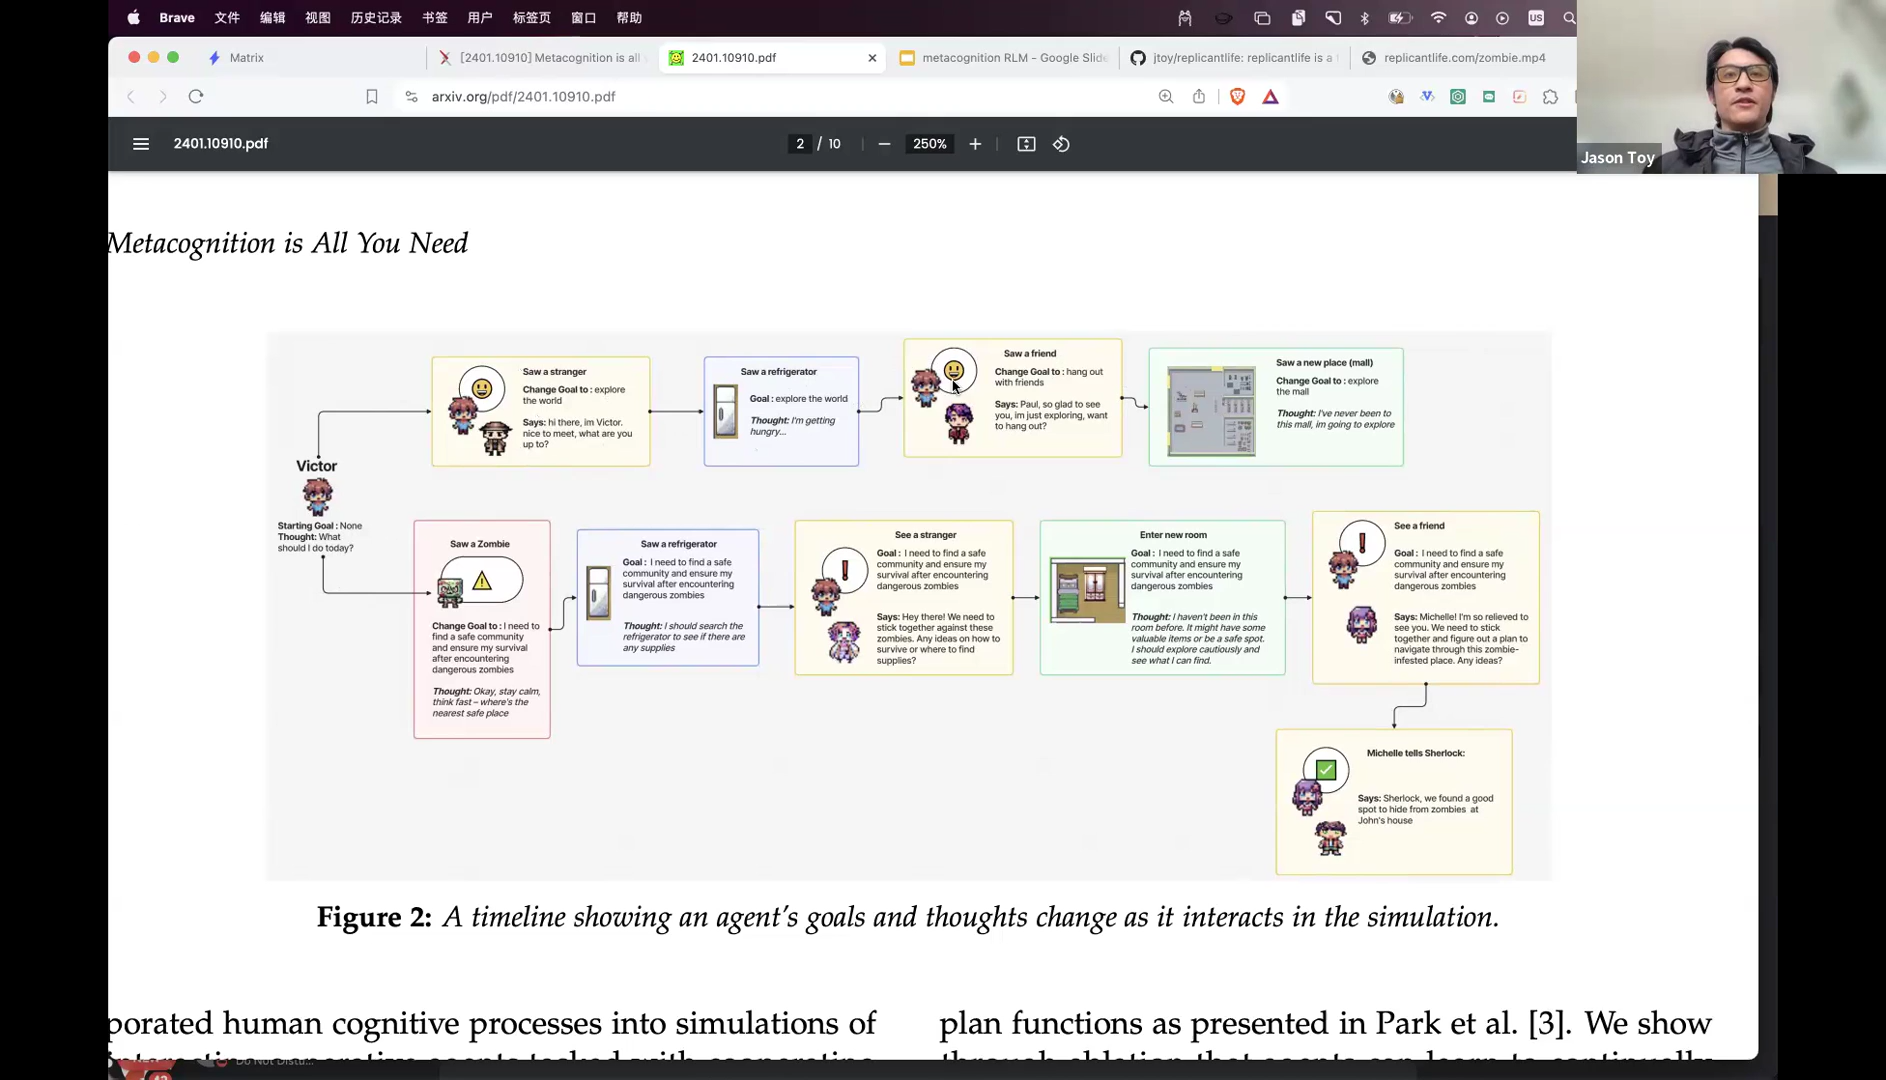 Brave 文件 编辑 视图 历史记录 书签 用户 标签页 窗口 帮助
US
Matrix
[2401.10910] Metacognition is all
2401.10910.pdf
metacognition RLM - Google Slide
jtoy/replicantlife: replicantlife is a
replicantlife.com/zombie.mp4
arxiv.org/pdf/2401.10910.pdf
2401.10910.pdf
2 / 10
250%
Jason Toy
Metacognition is All You Need
Victor
Starting Goal : None
Thought: What
should I do today?
Saw a stranger
Change Goal to : explore
the world
Says: hi there, im Victor.
nice to meet, what are you
up to?
Saw a refrigerator
Goal : explore the world
Thought: I'm getting
hungry...
Saw a friend
Change Goal to : hang out
with friends
Says: Paul, so glad to see
you, im just exploring, want
to hang out?
Saw a new place (mall)
Change Goal to : explore
the mall
Thought: I've never been to
this mall, im going to explore
Saw a Zombie
Change Goal to : I need to
find a safe community
and ensure my survival
after encountering
dangerous zombies
Thought: Okay, stay calm,
think fast – where's the
nearest safe place
Saw a refrigerator
Goal : I need to find a safe
community and ensure my
survival after encountering
dangerous zombies
Thought: I should search the
refrigerator to see if there are
any supplies
See a stranger
Goal : I need to find a safe
community and ensure my
survival after encountering
dangerous zombies
Says: Hey there! We need to
stick together against these
zombies. Any ideas on how to
survive or where to find
supplies?
Enter new room
Goal : I need to find a safe
community and ensure my
survival after encountering
dangerous zombies
Thought: I haven't been in this
room before. It might have some
valuable items or be a safe spot.
I should explore cautiously and
see what I can find.
See a friend
Goal : I need to find a safe
community and ensure my
survival after encountering
dangerous zombies
Says: Michelle! I'm so relieved to
see you. We need to stick
together and figure out a plan to
navigate through this zombie-
infested place. Any ideas?
Michelle tells Sherlock:
Says: Sherlock, we found a good
spot to hide from zombies at
John's house
Figure 2: A timeline showing an agent's goals and thoughts change as it interacts in the simulation.
porated human cognitive processes into simulations of
plan functions as presented in Park et al. [3]. We show
through ablation that agents can learn to continually